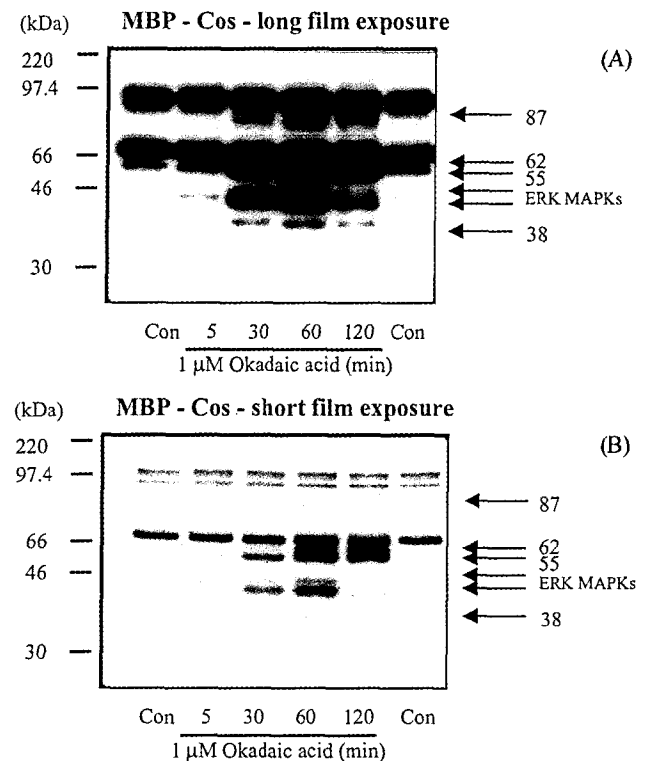 (kDa) MBP - Cos - long film exposure
(A)
220
97.4
87
66
62
55
46
ERK MAPKs
38
30
Con 5 30 60 120 Con
1 µM Okadaic acid (min)
(kDa) MBP - Cos - short film exposure
(B)
220
97.4
87
66
62
55
46
ERK MAPKs
38
30
Con 5 30 60 120 Con
1 µM Okadaic acid (min)